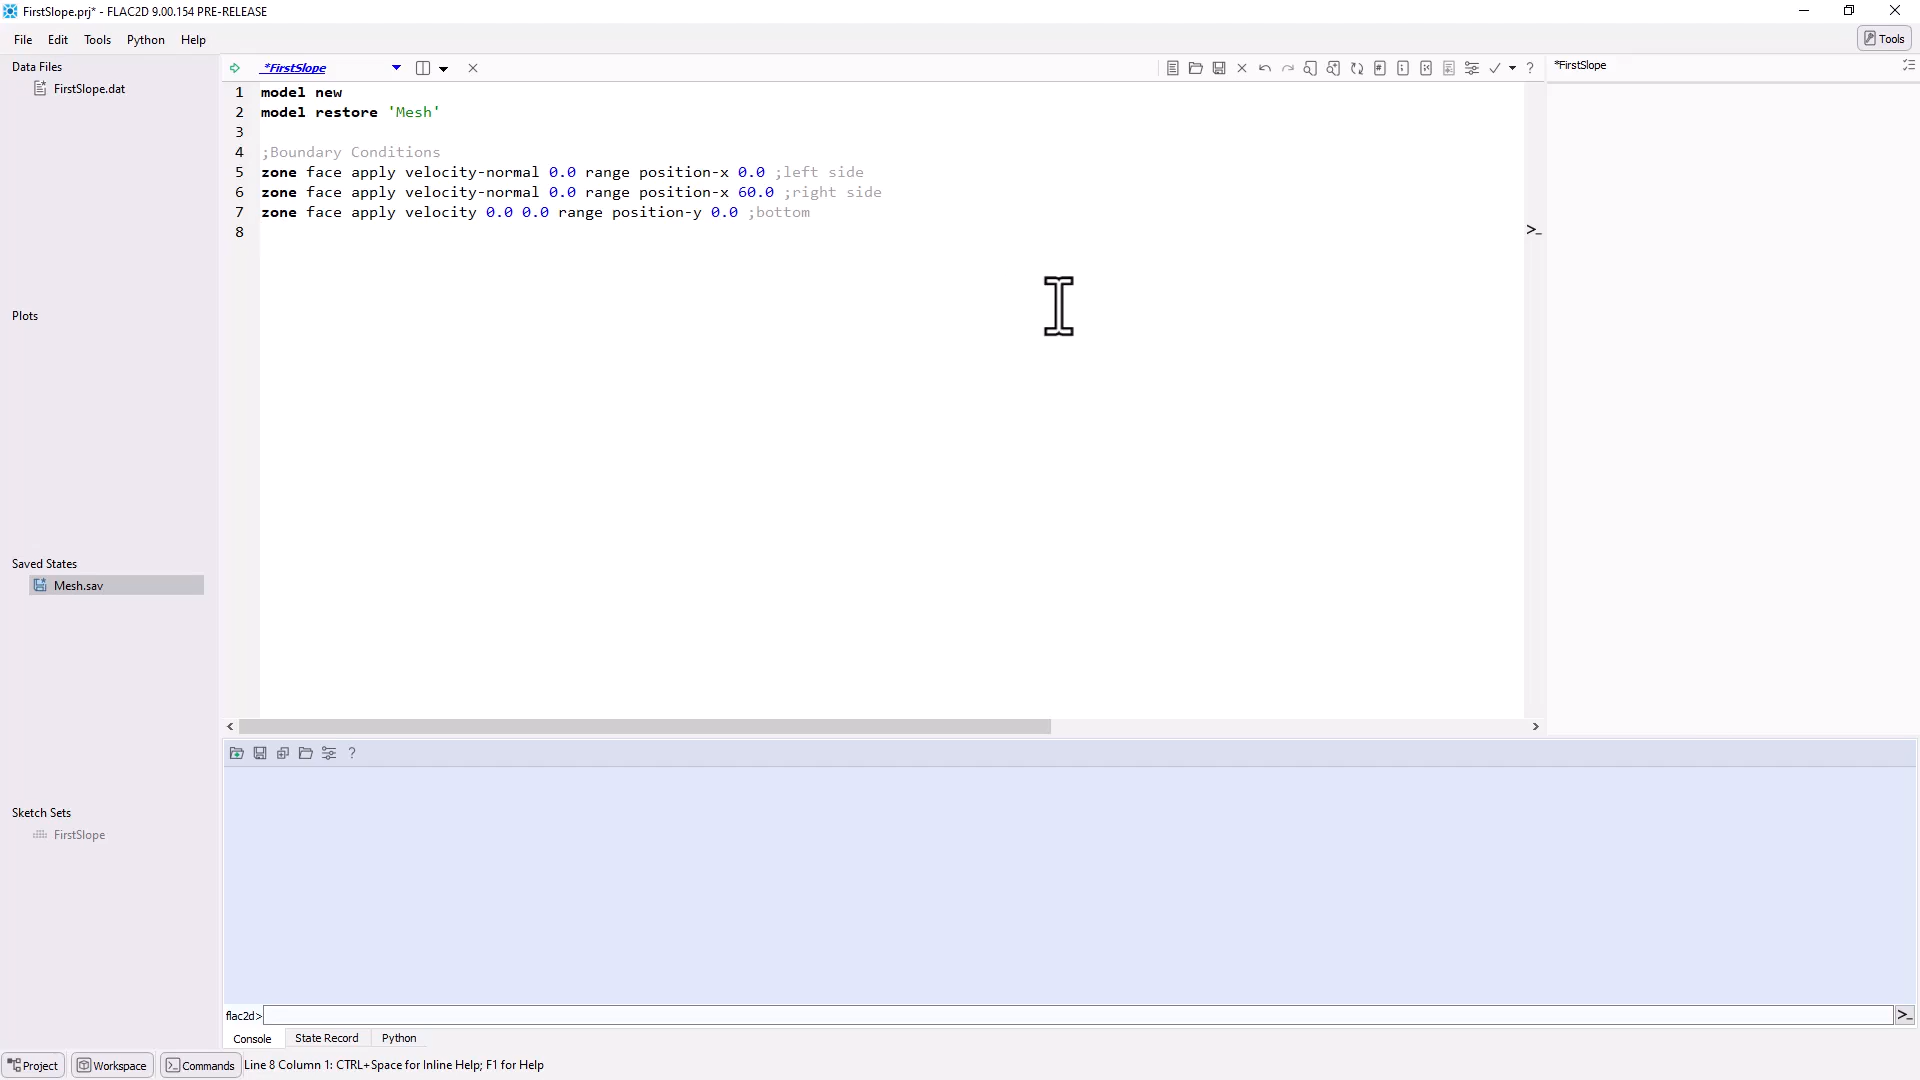 FirstSlope.prj* - FLAC2D 9.00.154 PRE-RELEASE
File Edit Tools Python Help
Tools
Data Files
FirstSlope.dat
Plots
Saved States
Mesh.sav
Sketch Sets
FirstSlope
*FirstSlope
*FirstSlope
1 model new
2 model restore 'Mesh'
3
4 ;Boundary Conditions
5 zone face apply velocity-normal 0.0 range position-x 0.0 ;left side
6 zone face apply velocity-normal 0.0 range position-x 60.0 ;right side
7 zone face apply velocity 0.0 0.0 range position-y 0.0 ;bottom
8
flac2d>
Console State Record Python
Project Workspace Commands Line 8 Column 1: CTRL+Space for Inline Help; F1 for Help